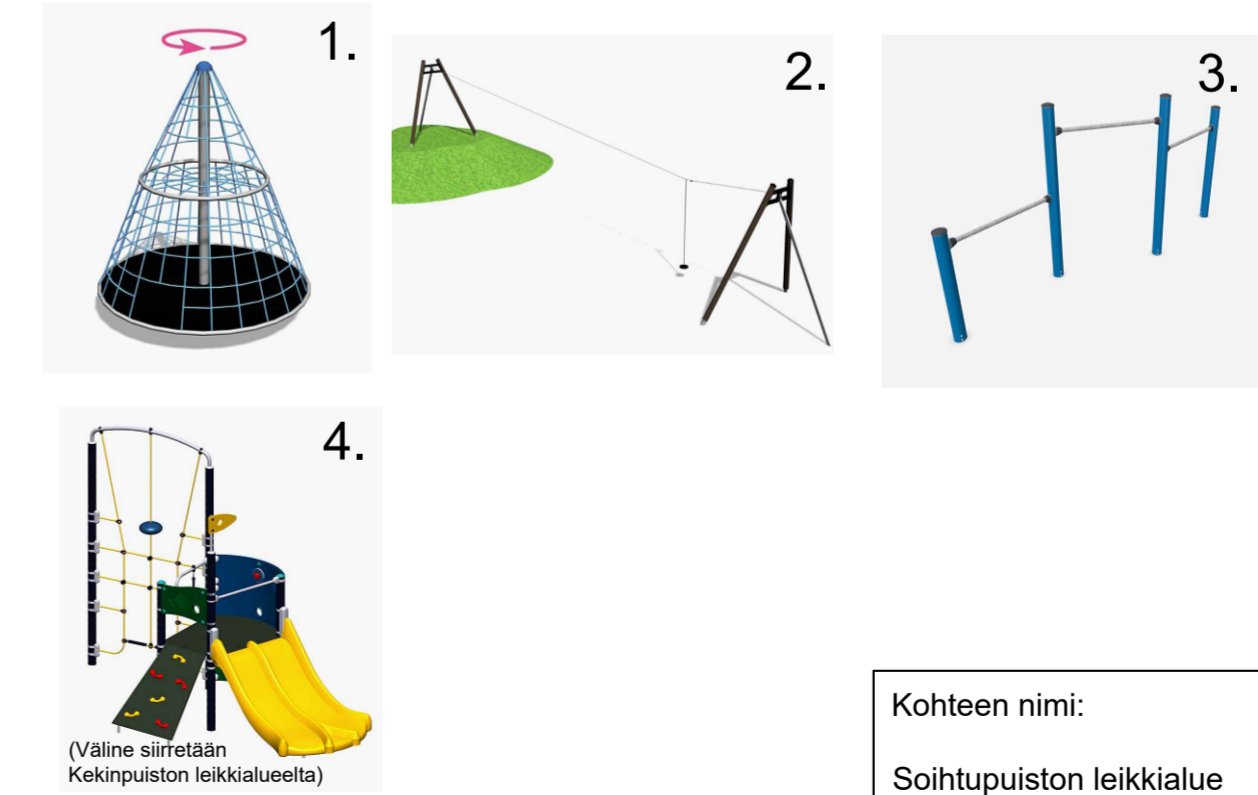 1.
2.
3.
4.
(Väline siirretään
Kekinpuiston leikkialueelta)
Kohteen nimi:
Soihtupuiston leikkialue